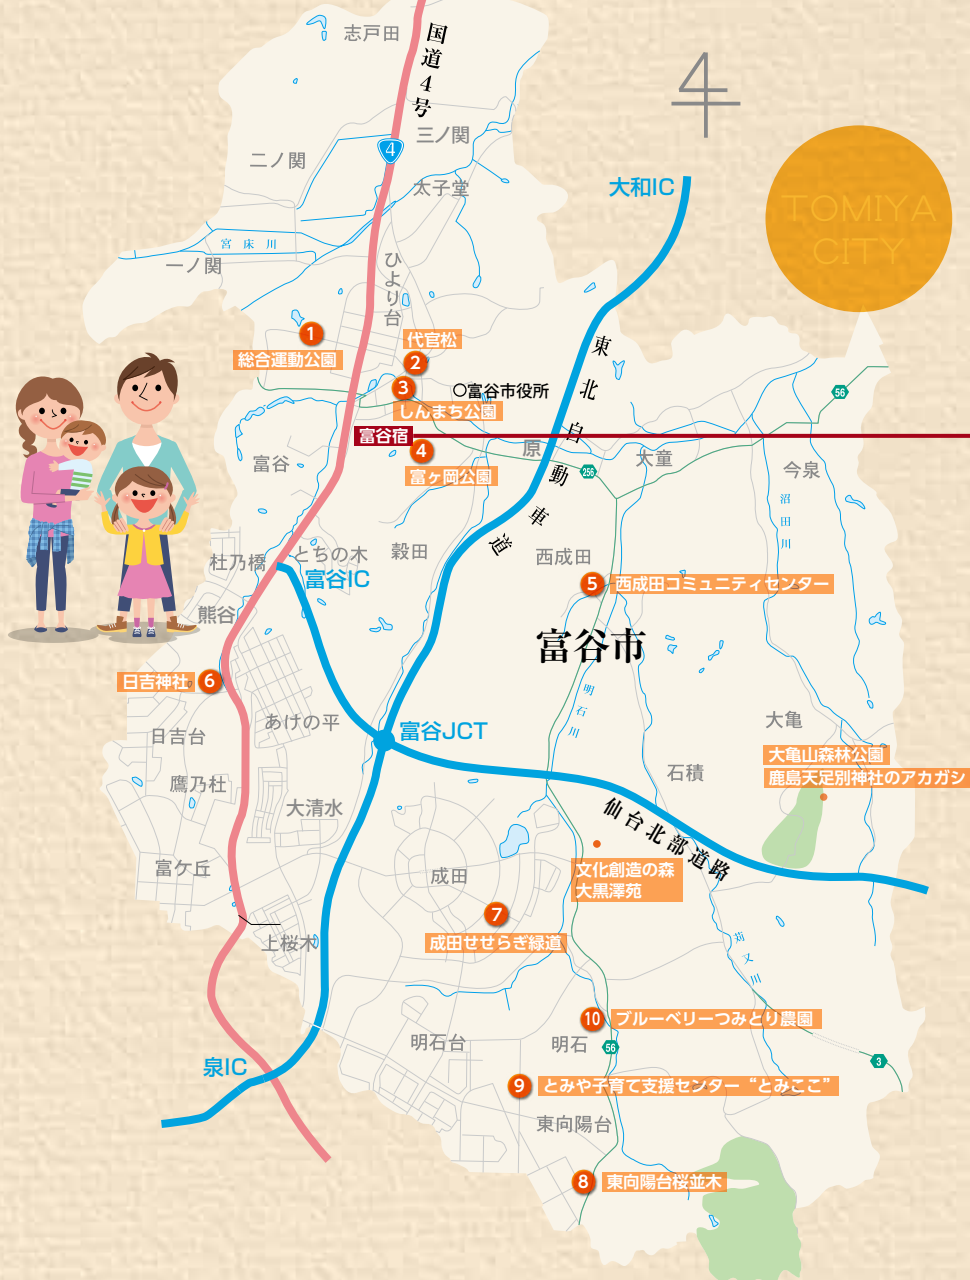 志戸田
国道4号
4
三ノ関
二ノ関
太子堂
大和IC
TOMIYA
CITY
宮床川
一ノ関
ひより台
1
総合運動公園
代官松
2
3
しんまち公園
富谷市役所
56
東北自動車道
富谷宿
4
富ケ岡公園
原
256
大童
今泉
富谷
沼田川
とちの木
穀田
西成田
杜乃橋
富谷IC
5
西成田コミュニティセンター
熊谷
富谷市
日吉神社
6
明石川
あけの平
富谷JCT
大亀
日吉台
大亀山森林公園
鹿島天足別神社のアカガシ
石積
鷹乃杜
大清水
仙台北部道路
富ケ丘
成田
文化創造の森
大黒澤苑
7
成田せせらぎ緑道
上桜木
苅又川
10
ブルーベリーつみとり農園
明石台
明石
56
3
泉IC
9
とみや子育て支援センター“とみここ”
東向陽台
8
東向陽台桜並木